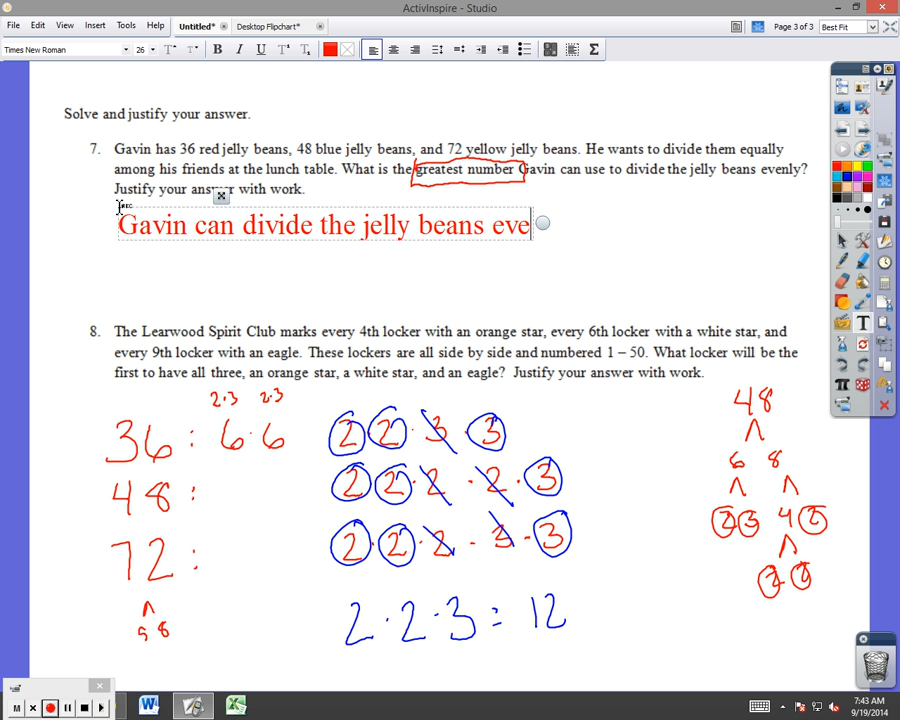 ActivInspire - Studio
File Edit View Insert Tools Help Untitled* Desktop Flipchart* Page 3 of 3 Best Fit
Times New Roman 26 B I U
Solve and justify your answer.
7. Gavin has 36 red jelly beans, 48 blue jelly beans, and 72 yellow jelly beans. He wants to divide them equally
among his friends at the lunch table. What is the greatest number Gavin can use to divide the jelly beans evenly?
Justify your answer with work.
Gavin can divide the jelly beans eve
8. The Learwood Spirit Club marks every 4th locker with an orange star, every 6th locker with a white star, and
every 9th locker with an eagle. These lockers are all side by side and numbered 1 – 50. What locker will be the
first to have all three, an orange star, a white star, and an eagle? Justify your answer with work.
2·3 2·3
36: 6·6 2 2 · 3 · 3
48: 2 2 · 2 · 2 · 3
72: 2 · 2 · 2 · 3 · 3
9 8
2 · 2 · 3 = 12
48
6 8
2 3 4 2
2 2
7:43 AM
9/19/2014